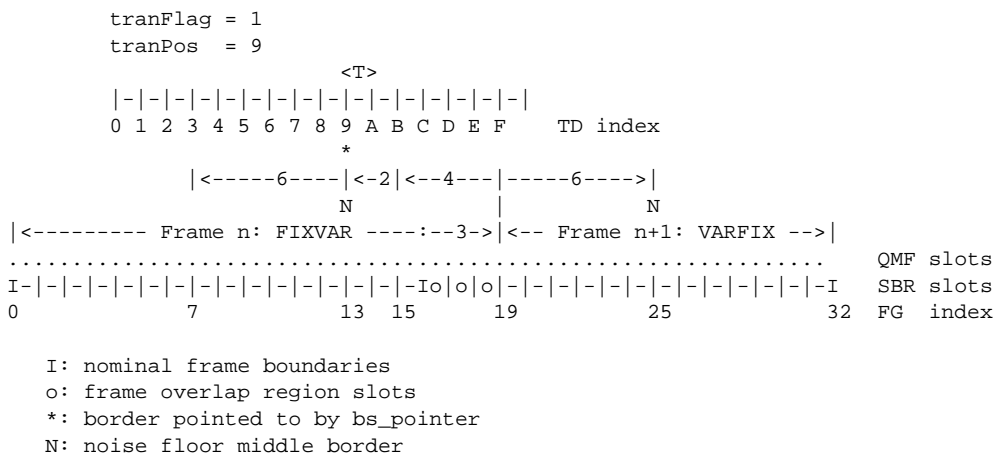 tranFlag = 1
tranPos = 9
<T>
|-|-|-|-|-|-|-|-|-|-|-|-|-|-|-|-|
0 1 2 3 4 5 6 7 8 9 A B C D E F TD index
*
|<-----6----|<-2|<--4---|-----6---->|
N | N
|<--------- Frame n: FIXVAR ----:--3->|<-- Frame n+1: VARFIX -->|
................................................................ QMF slots
I-|-|-|-|-|-|-|-|-|-|-|-|-|-|-|-Io|o|o|-|-|-|-|-|-|-|-|-|-|-|-|-I SBR slots
0 7 13 15 19 25 32 FG index
I: nominal frame boundaries
o: frame overlap region slots
*: border pointed to by bs_pointer
N: noise floor middle border